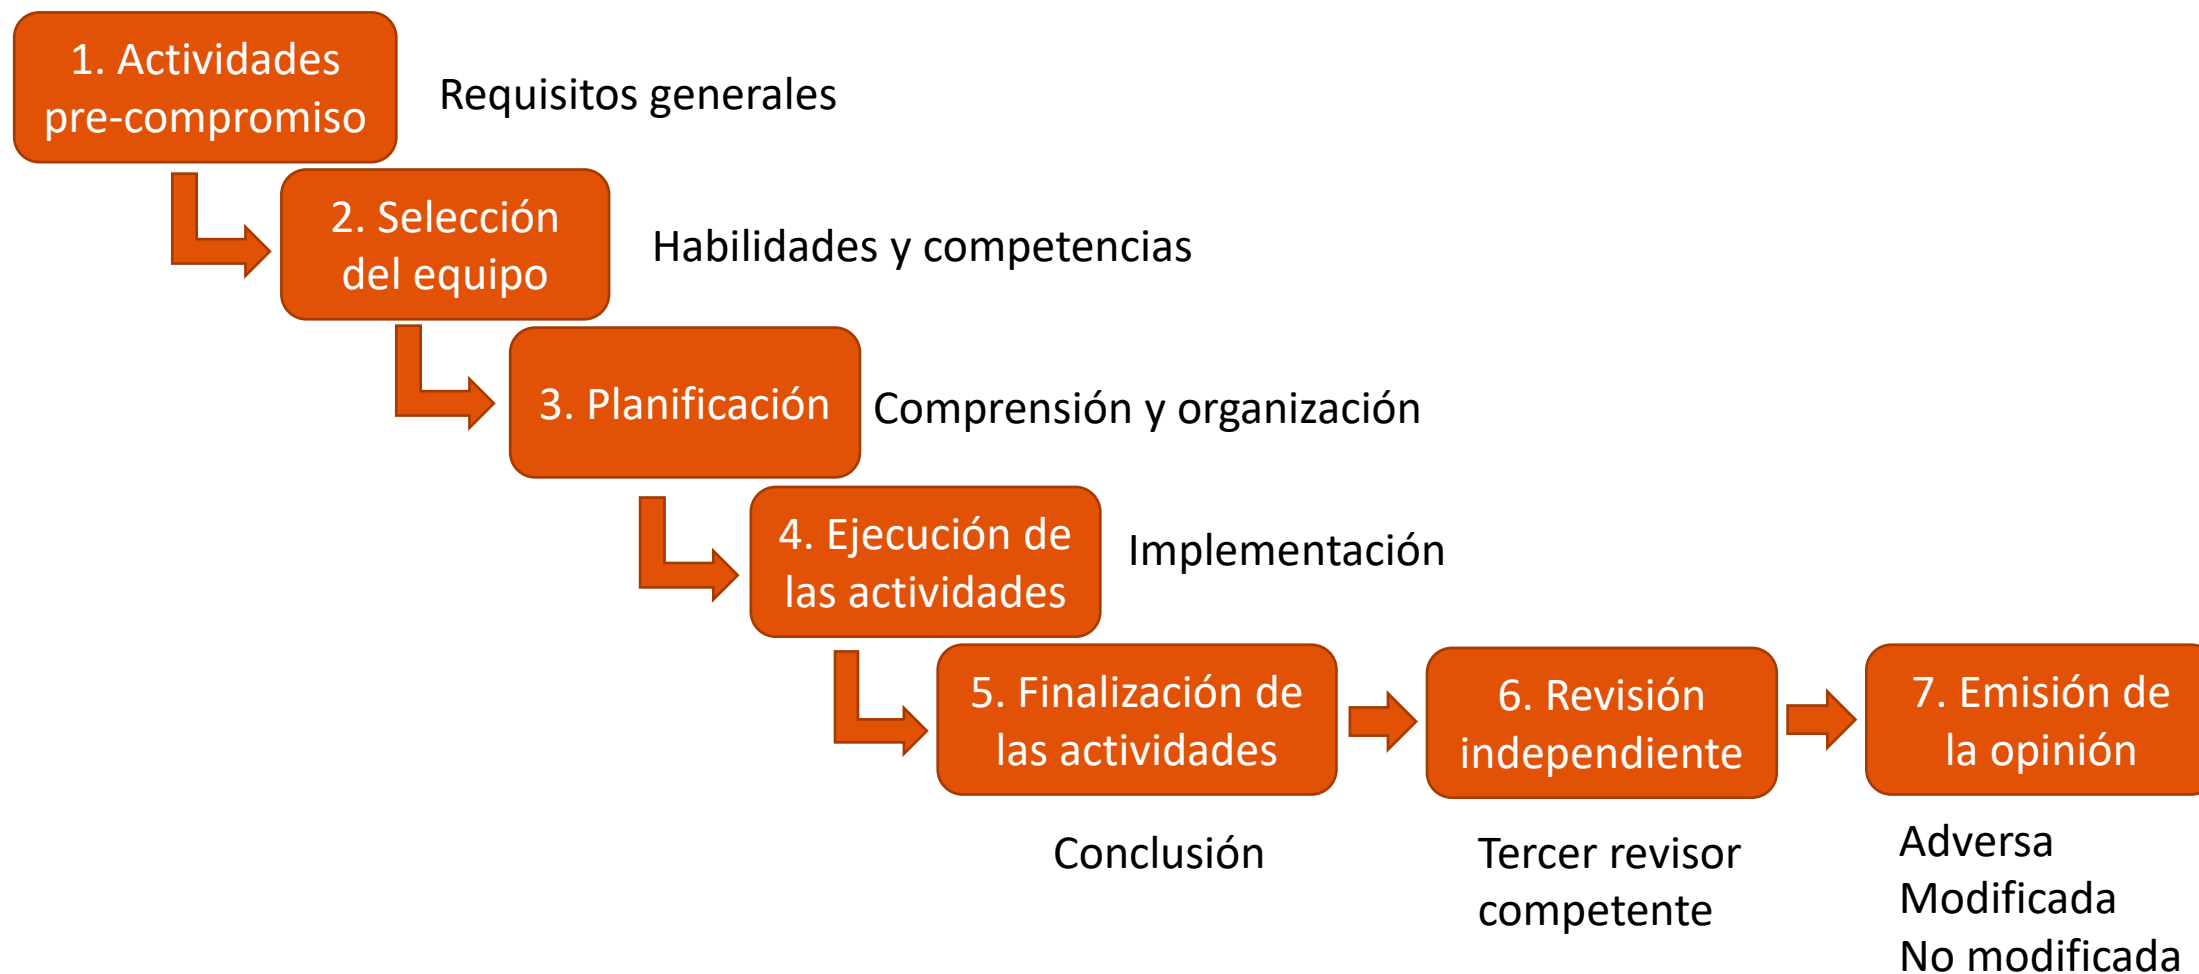 1. Actividades
pre-compromiso
Requisitos generales
2. Selección
del equipo
Habilidades y competencias
3. Planificación
Comprensión y organización
4. Ejecución de
las actividades
Implementación
5. Finalización de
las actividades
Conclusión
6. Revisión
independiente
Tercer revisor
competente
7. Emisión de
la opinión
Adversa
Modificada
No modificada